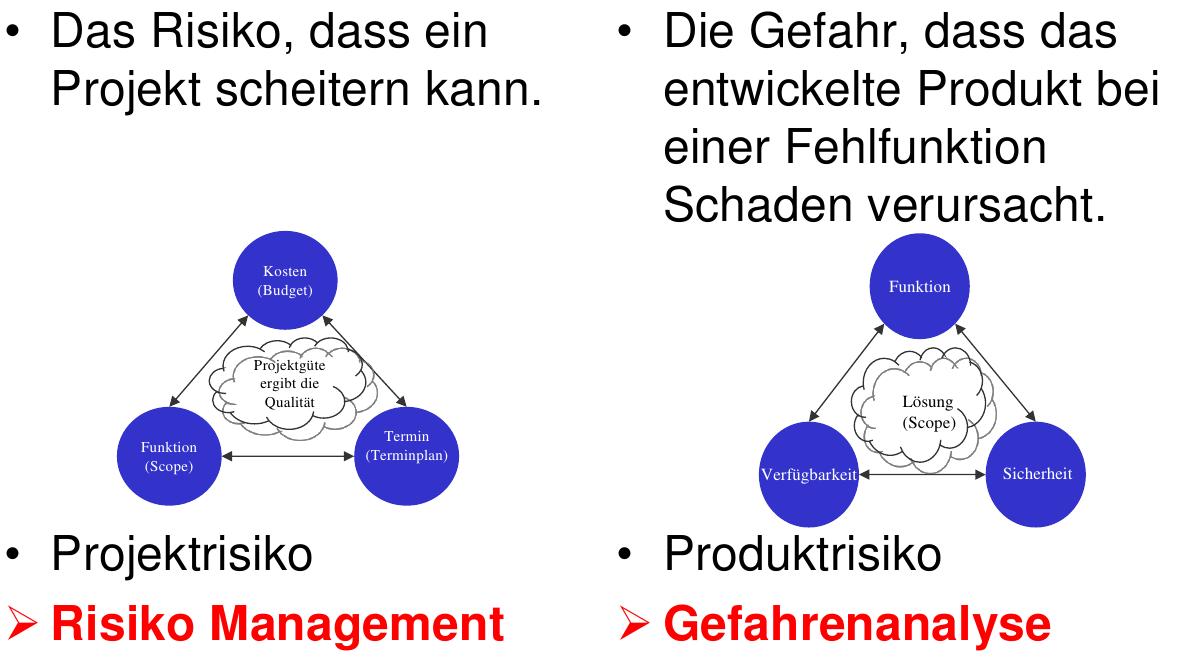 • Das Risiko, dass ein
Projekt scheitern kann.
Kosten
(Budget)
Projektgüte
ergibt die
Qualität
Funktion
(Scope)
Termin
(Terminplan)
• Projektrisiko
➢ Risiko Management
• Die Gefahr, dass das
entwickelte Produkt bei
einer Fehlfunktion
Schaden verursacht.
Funktion
Lösung
(Scope)
Verfügbarkeit
Sicherheit
• Produktrisiko
➢ Gefahrenanalyse